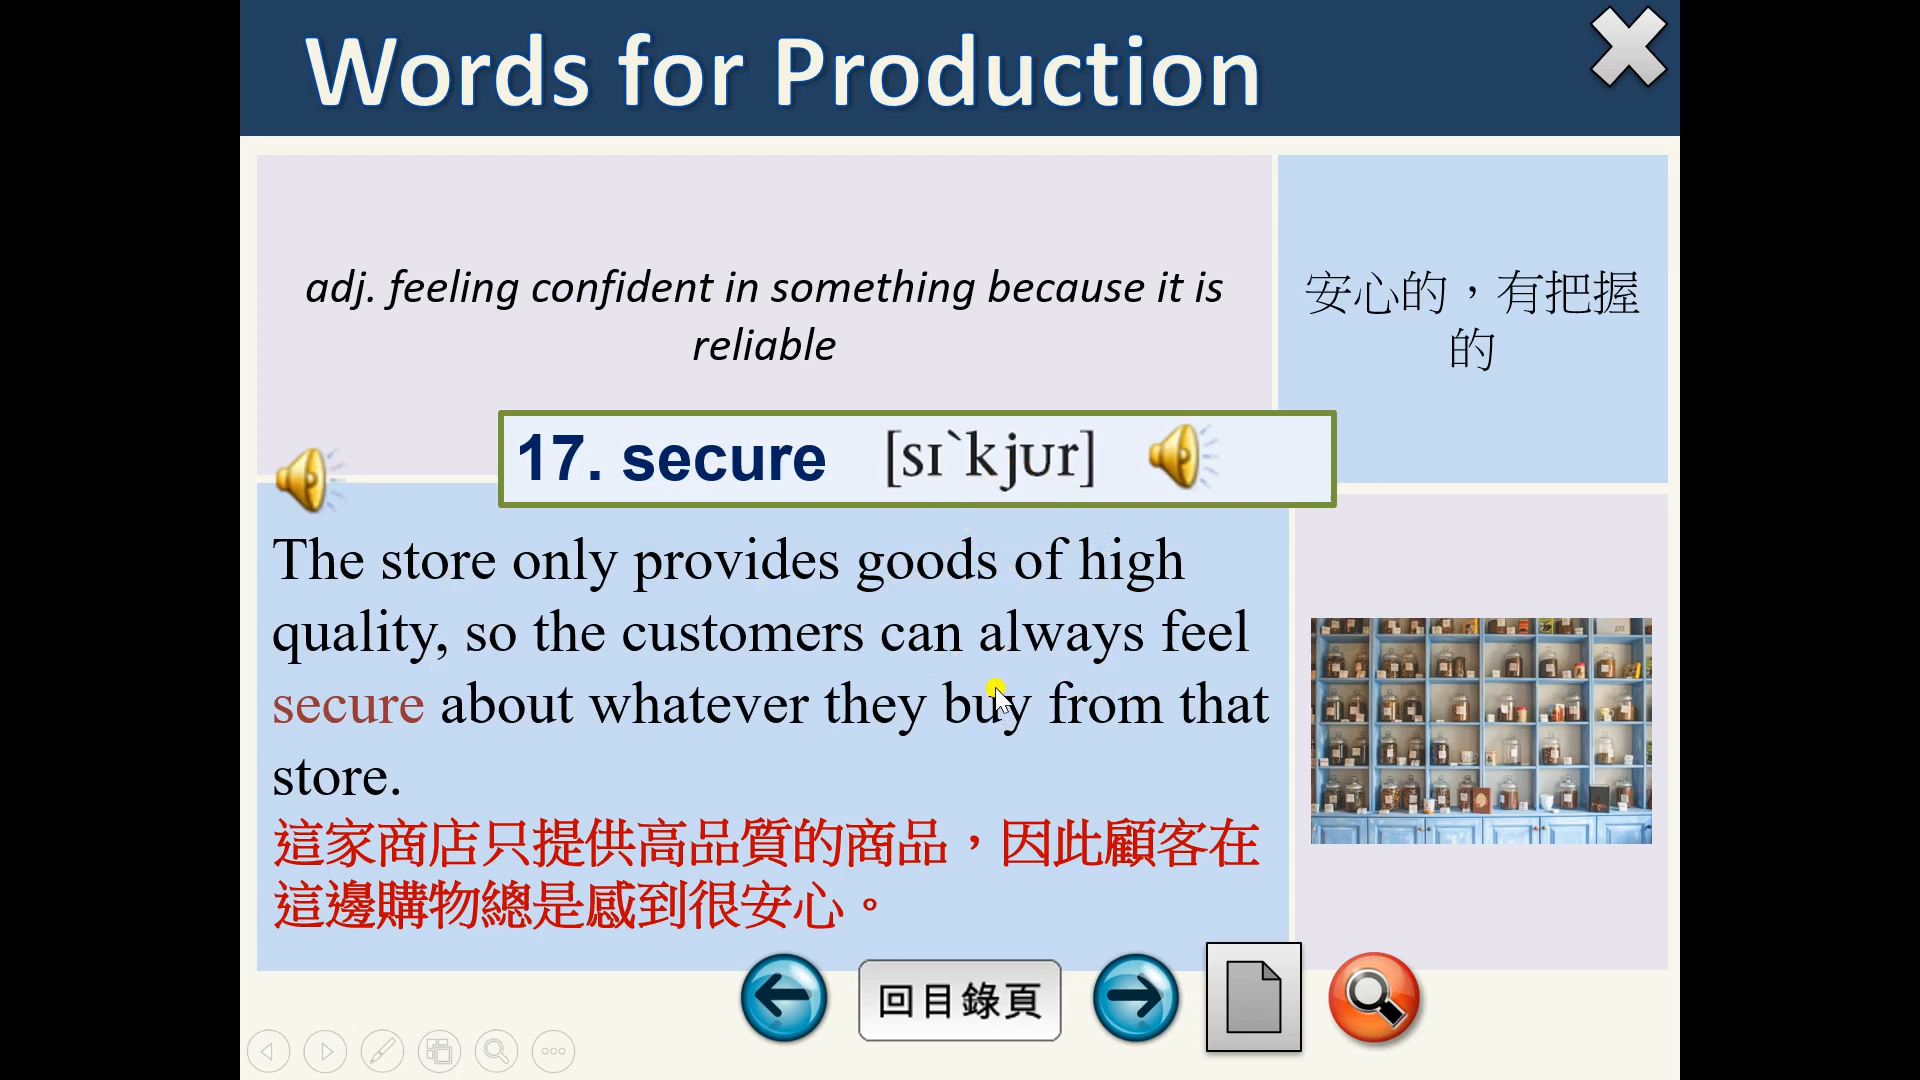 Words for Production
adj. feeling confident in something because it is
reliable
安心的，有把握
的
17. secure [sɪˋkjʊr]
The store only provides goods of high
quality, so the customers can always feel
secure about whatever they buy from that
store.
這家商店只提供高品質的商品，因此顧客在
這邊購物總是感到很安心。
回目錄頁